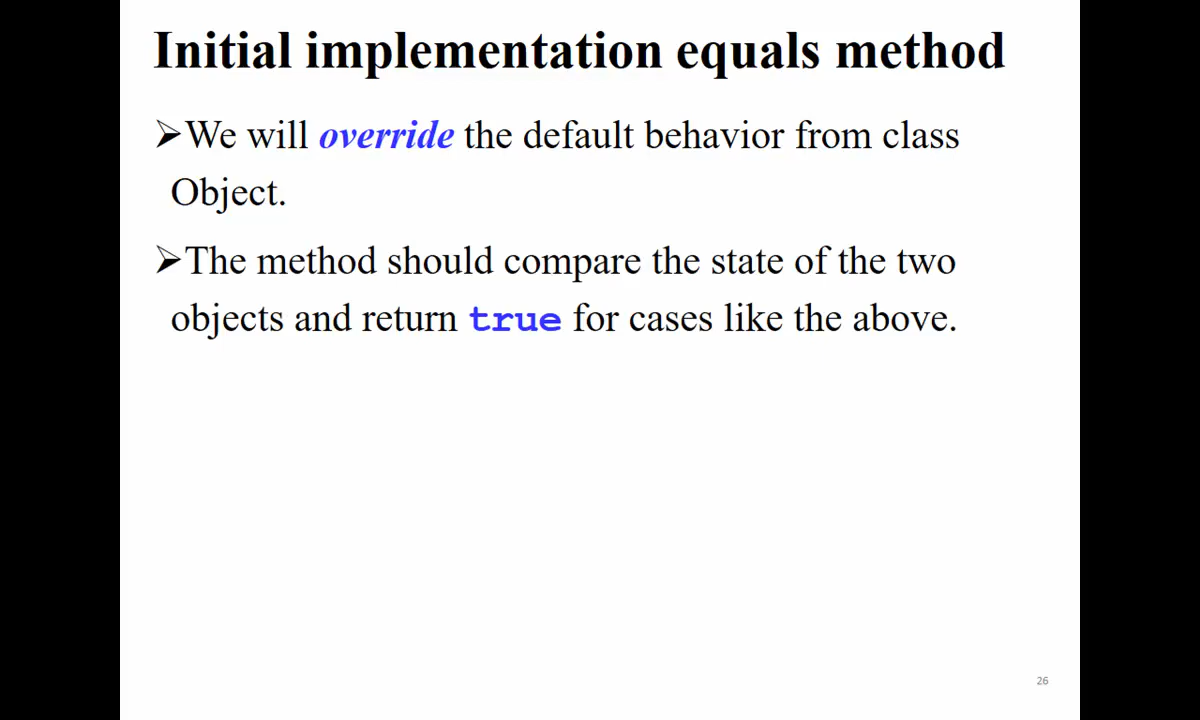 Initial implementation equals method
➢We will override the default behavior from class
Object.
➢The method should compare the state of the two
objects and return true for cases like the above.
26